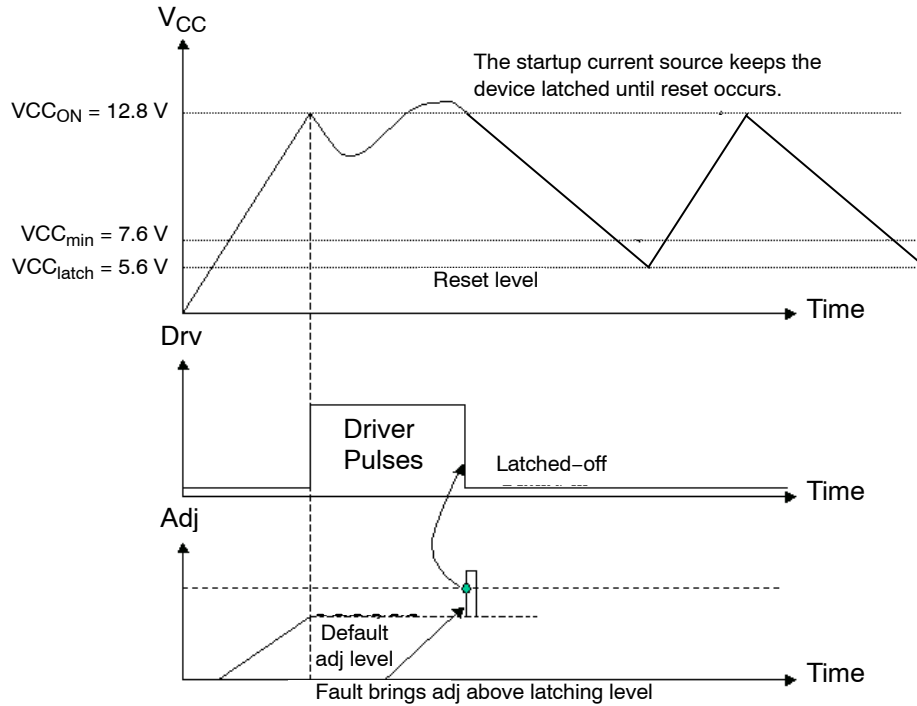 VCC
The startup current source keeps the
device latched until reset occurs.
VCCON = 12.8 V
VCCmin = 7.6 V
VCClatch = 5.6 V
Reset level
Time
Drv
Driver
Pulses
Latched−off
Time
Adj
Default
adj level
Time
Fault brings adj above latching level